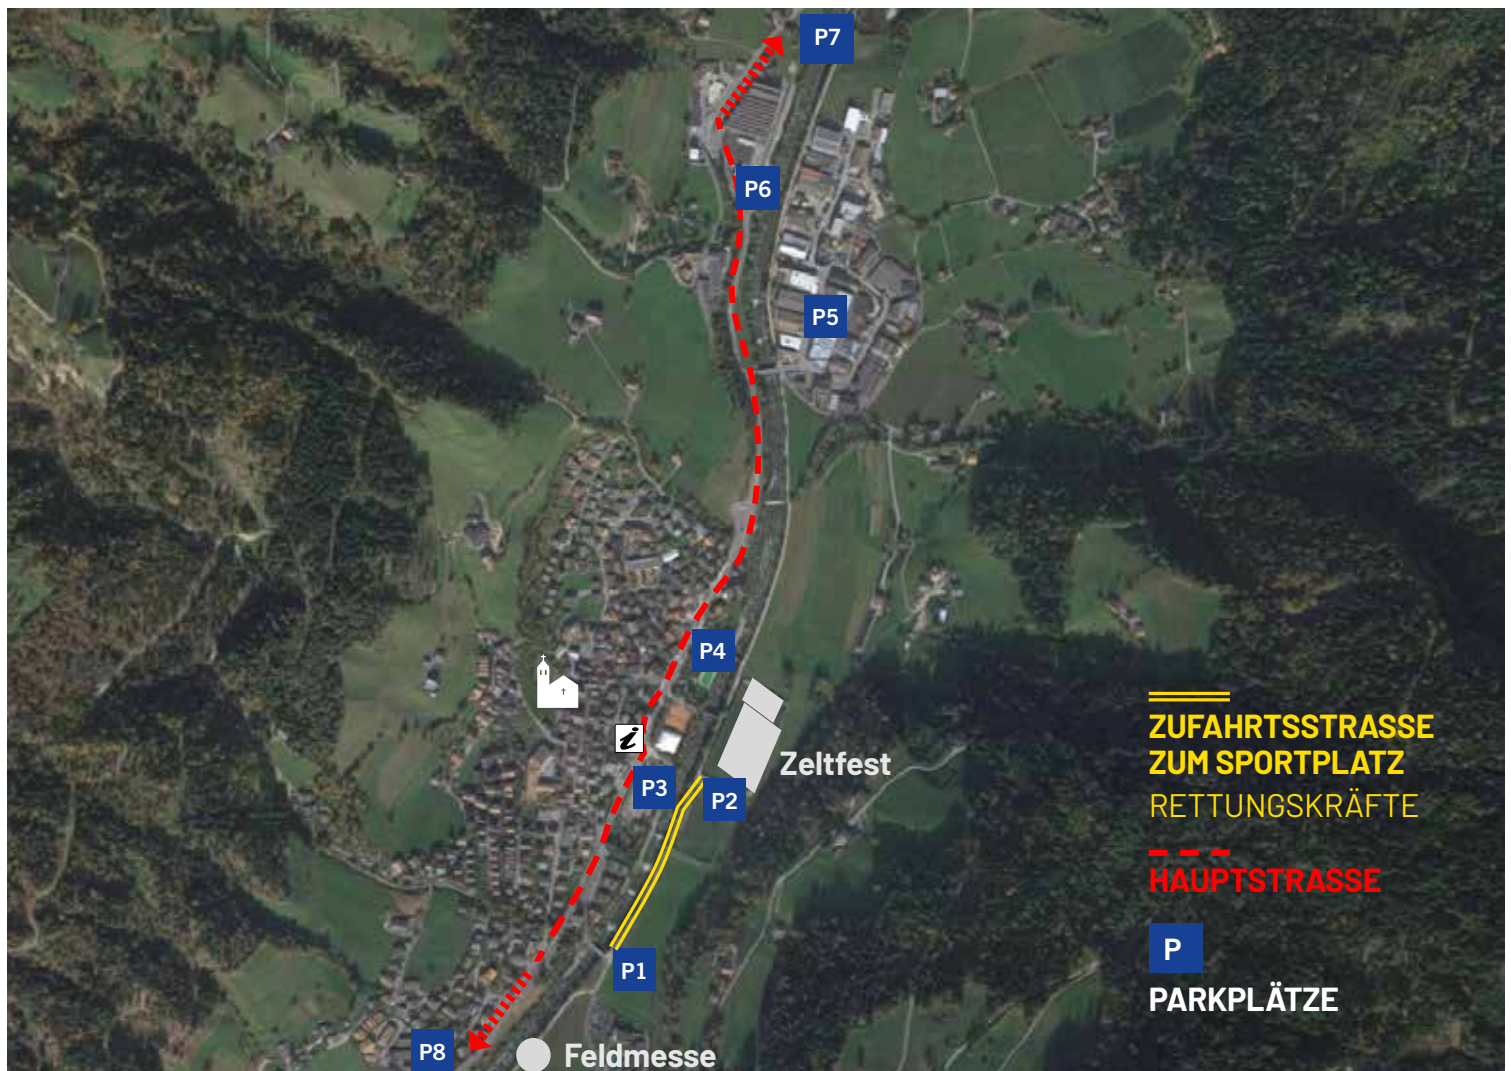 P7
P6
P5
P4
i
Zeltfest
P3
P2
P1
P8
Feldmesse
ZUFAHRTSSTRASSE
ZUM SPORTPLATZ
RETTUNGSKRÄFTE
HAUPTSTRASSE
P
PARKPLÄTZE